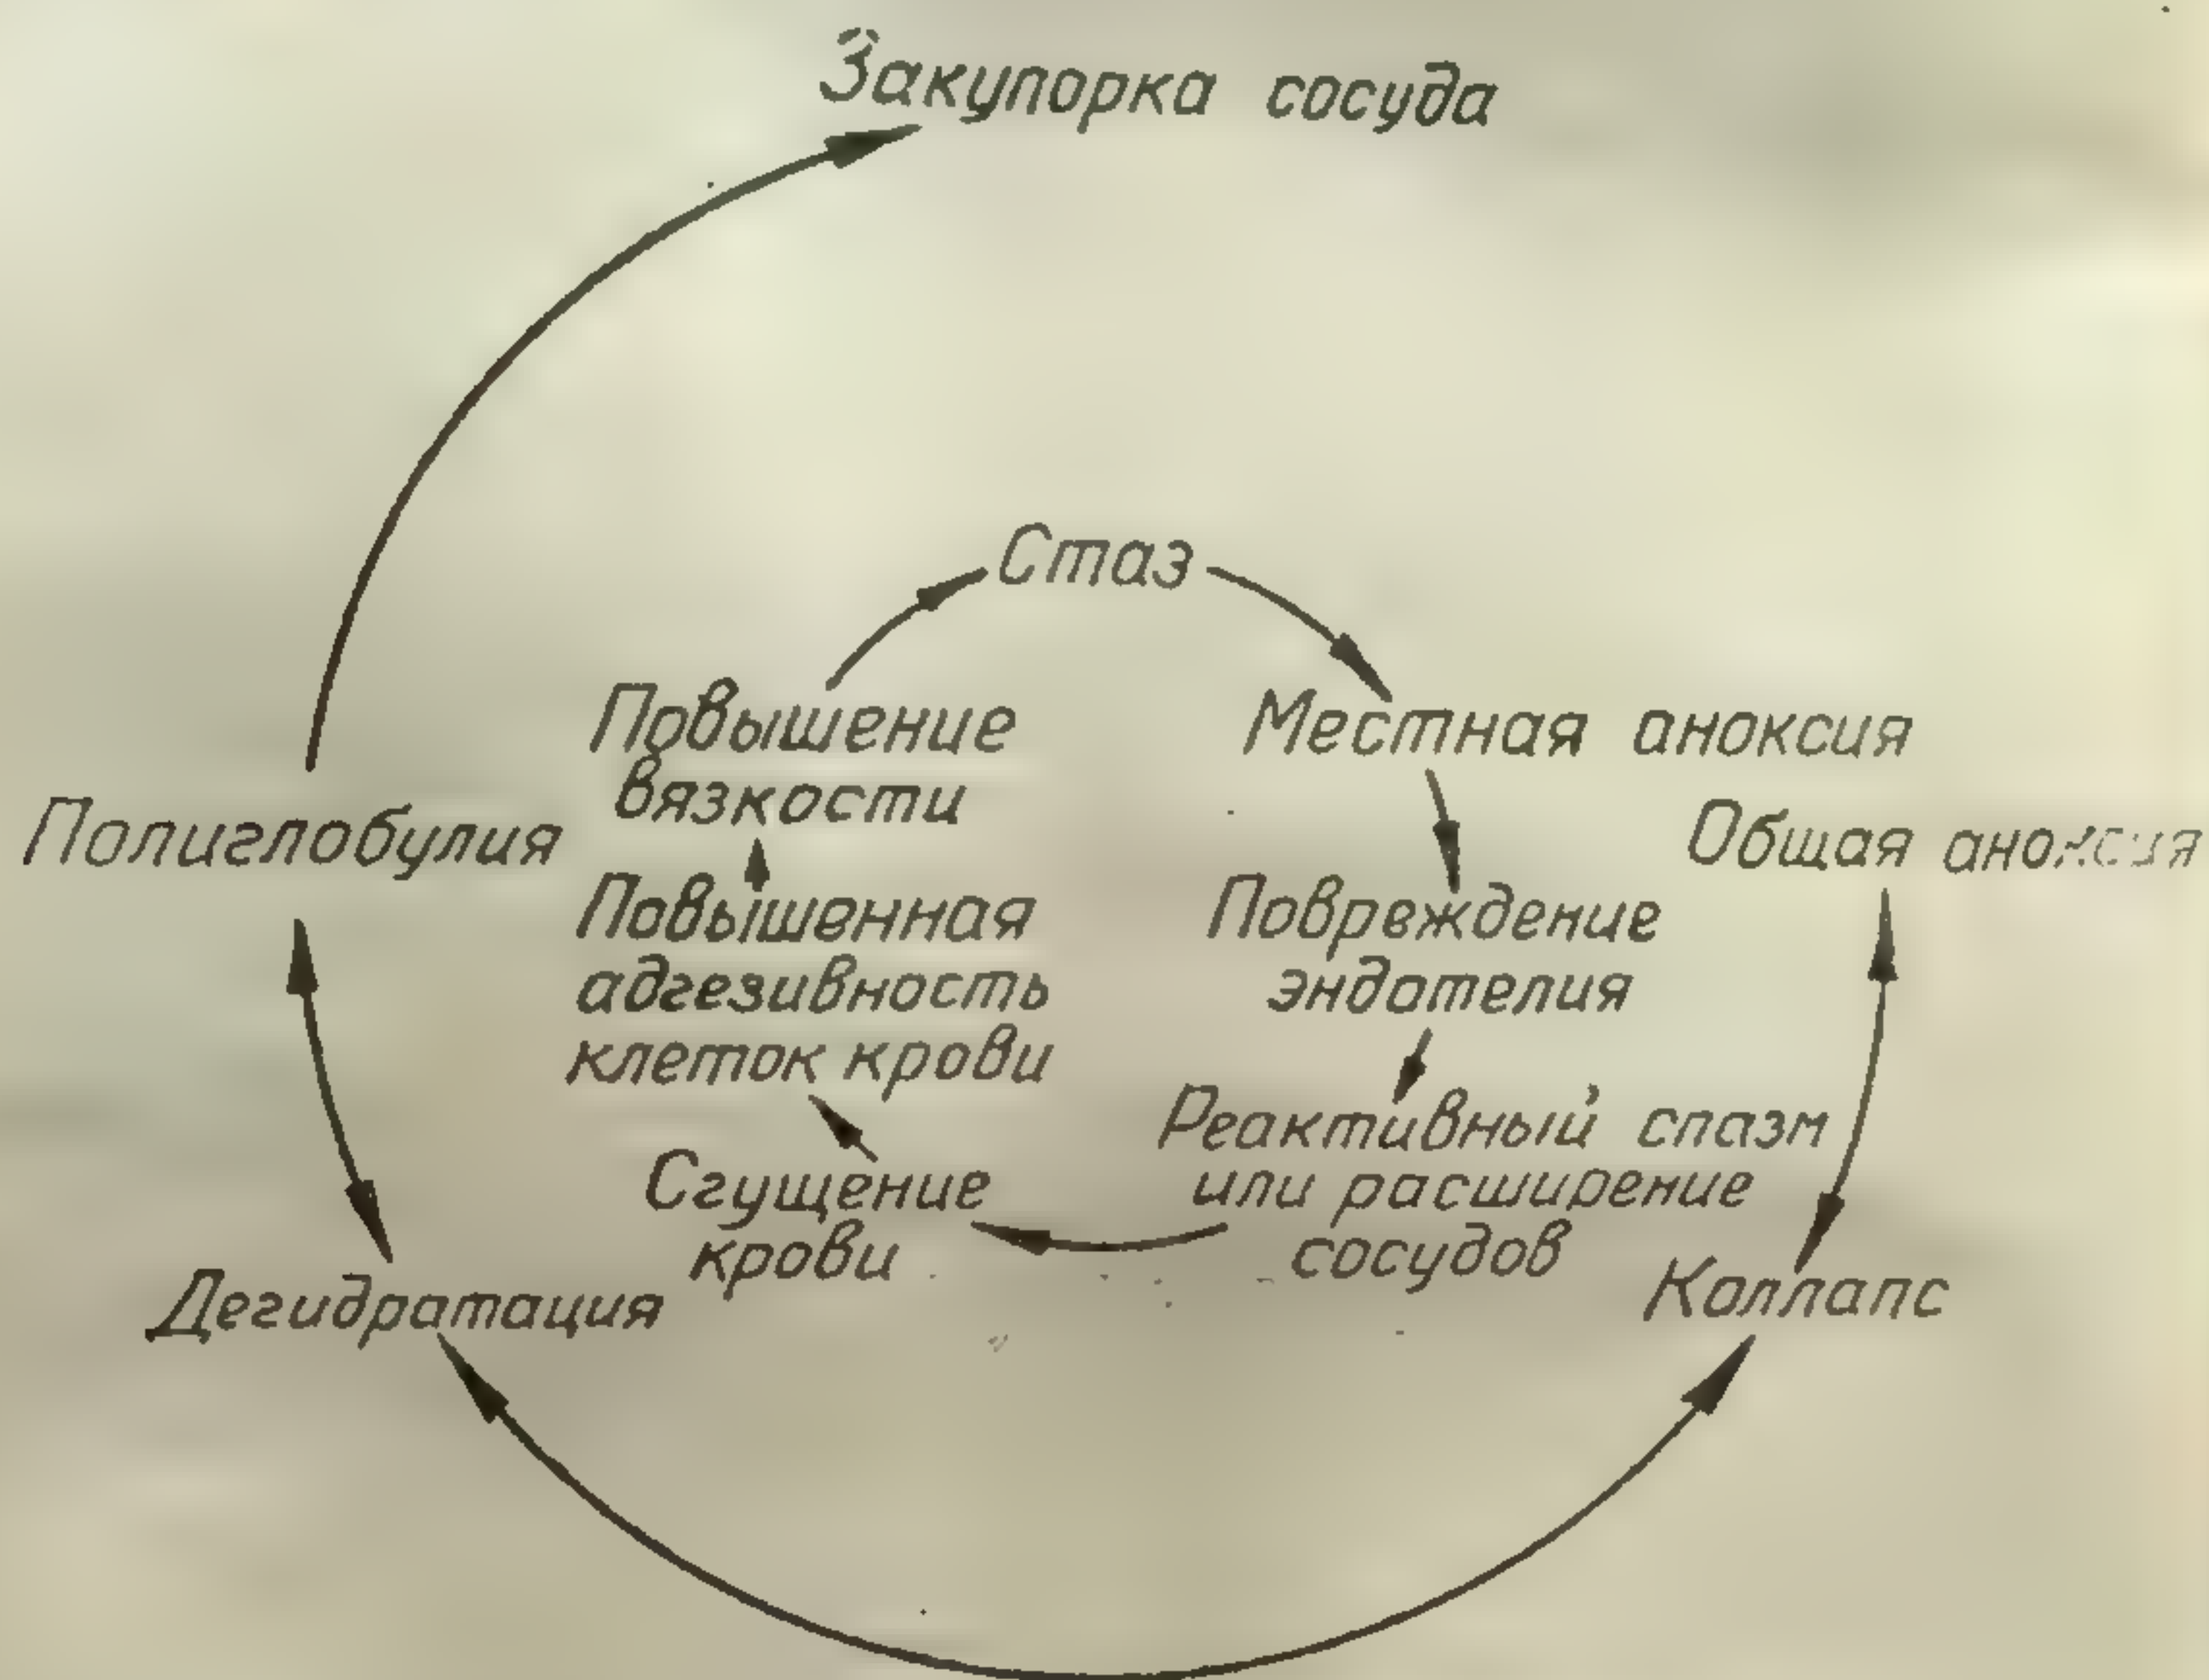 Закупорка сосуда
Стаз
Повышение
вязкости
Местная аноксия
Полиглобулия
Общая аноксия
Повышенная
адгезивность
клеток крови
Повреждение
эндотелия
Реактивный спазм
или расширение
сосудов
Сгущение
крови
Дегидратация
Коллапс